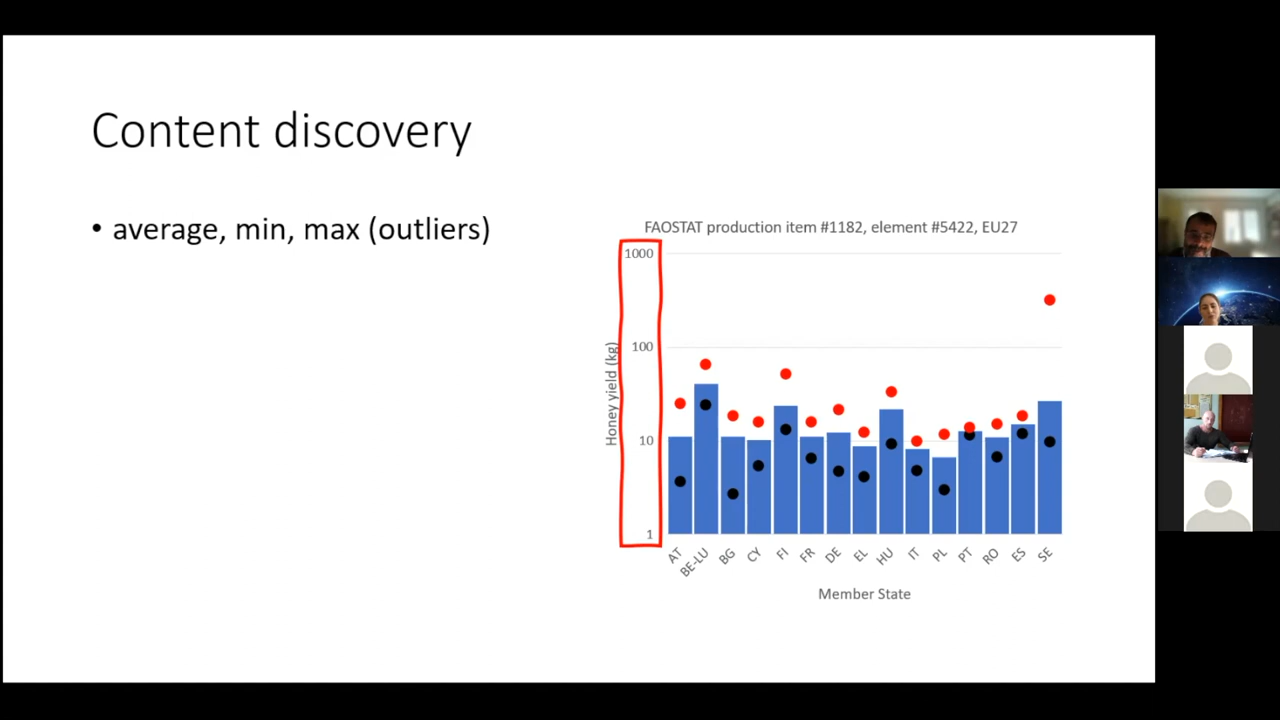 Content discovery
• average, min, max (outliers)
FAOSTAT production item #1182, element #5422, EU27
1000
100
10
1
Honey yield (kg)
AT
BE-LU
BG
CY
FI
FR
DE
EL
HU
IT
PL
PT
RO
ES
SE
Member State